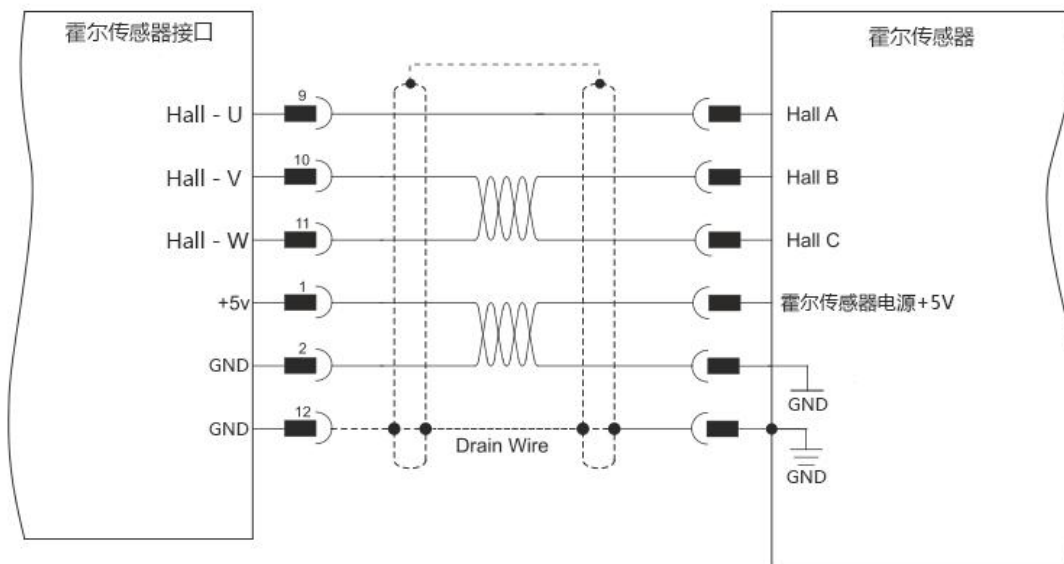 霍尔传感器接口
霍尔传感器
Hall - U
9
Hall A
Hall - V
10
Hall B
Hall - W
11
Hall C
+5v
1
霍尔传感器电源+5V
GND
2
GND
GND
12
Drain Wire
GND